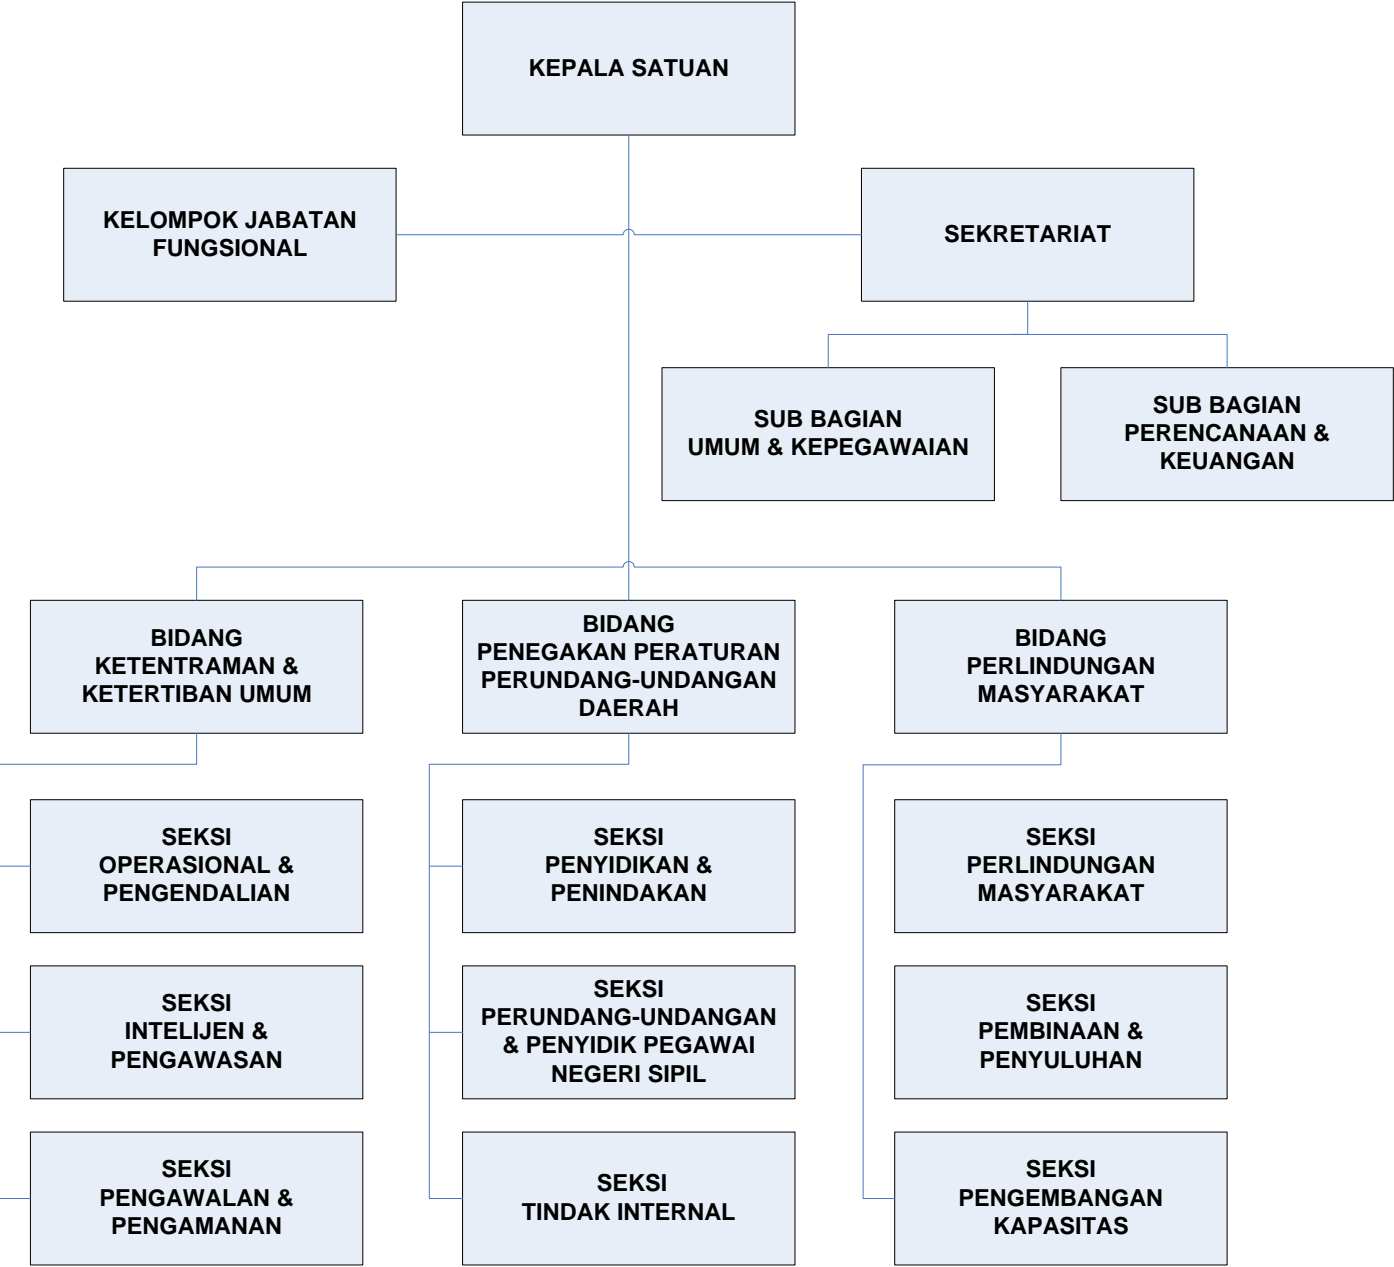 KEPALA SATUAN
KELOMPOK JABATAN
FUNGSIONAL
SEKRETARIAT
SUB BAGIAN
UMUM & KEPEGAWAIAN
SUB BAGIAN
PERENCANAAN &
KEUANGAN
BIDANG
KETENTRAMAN &
KETERTIBAN UMUM
BIDANG
PENEGAKAN PERATURAN
PERUNDANG-UNDANGAN
DAERAH
BIDANG
PERLINDUNGAN
MASYARAKAT
SEKSI
OPERASIONAL &
PENGENDALIAN
SEKSI
PENYIDIKAN &
PENINDAKAN
SEKSI
PERLINDUNGAN
MASYARAKAT
SEKSI
INTELIJEN &
PENGAWASAN
SEKSI
PERUNDANG-UNDANGAN
& PENYIDIK PEGAWAI
NEGERI SIPIL
SEKSI
PEMBINAAN &
PENYULUHAN
SEKSI
PENGAWALAN &
PENGAMANAN
SEKSI
TINDAK INTERNAL
SEKSI
PENGEMBANGAN
KAPASITAS